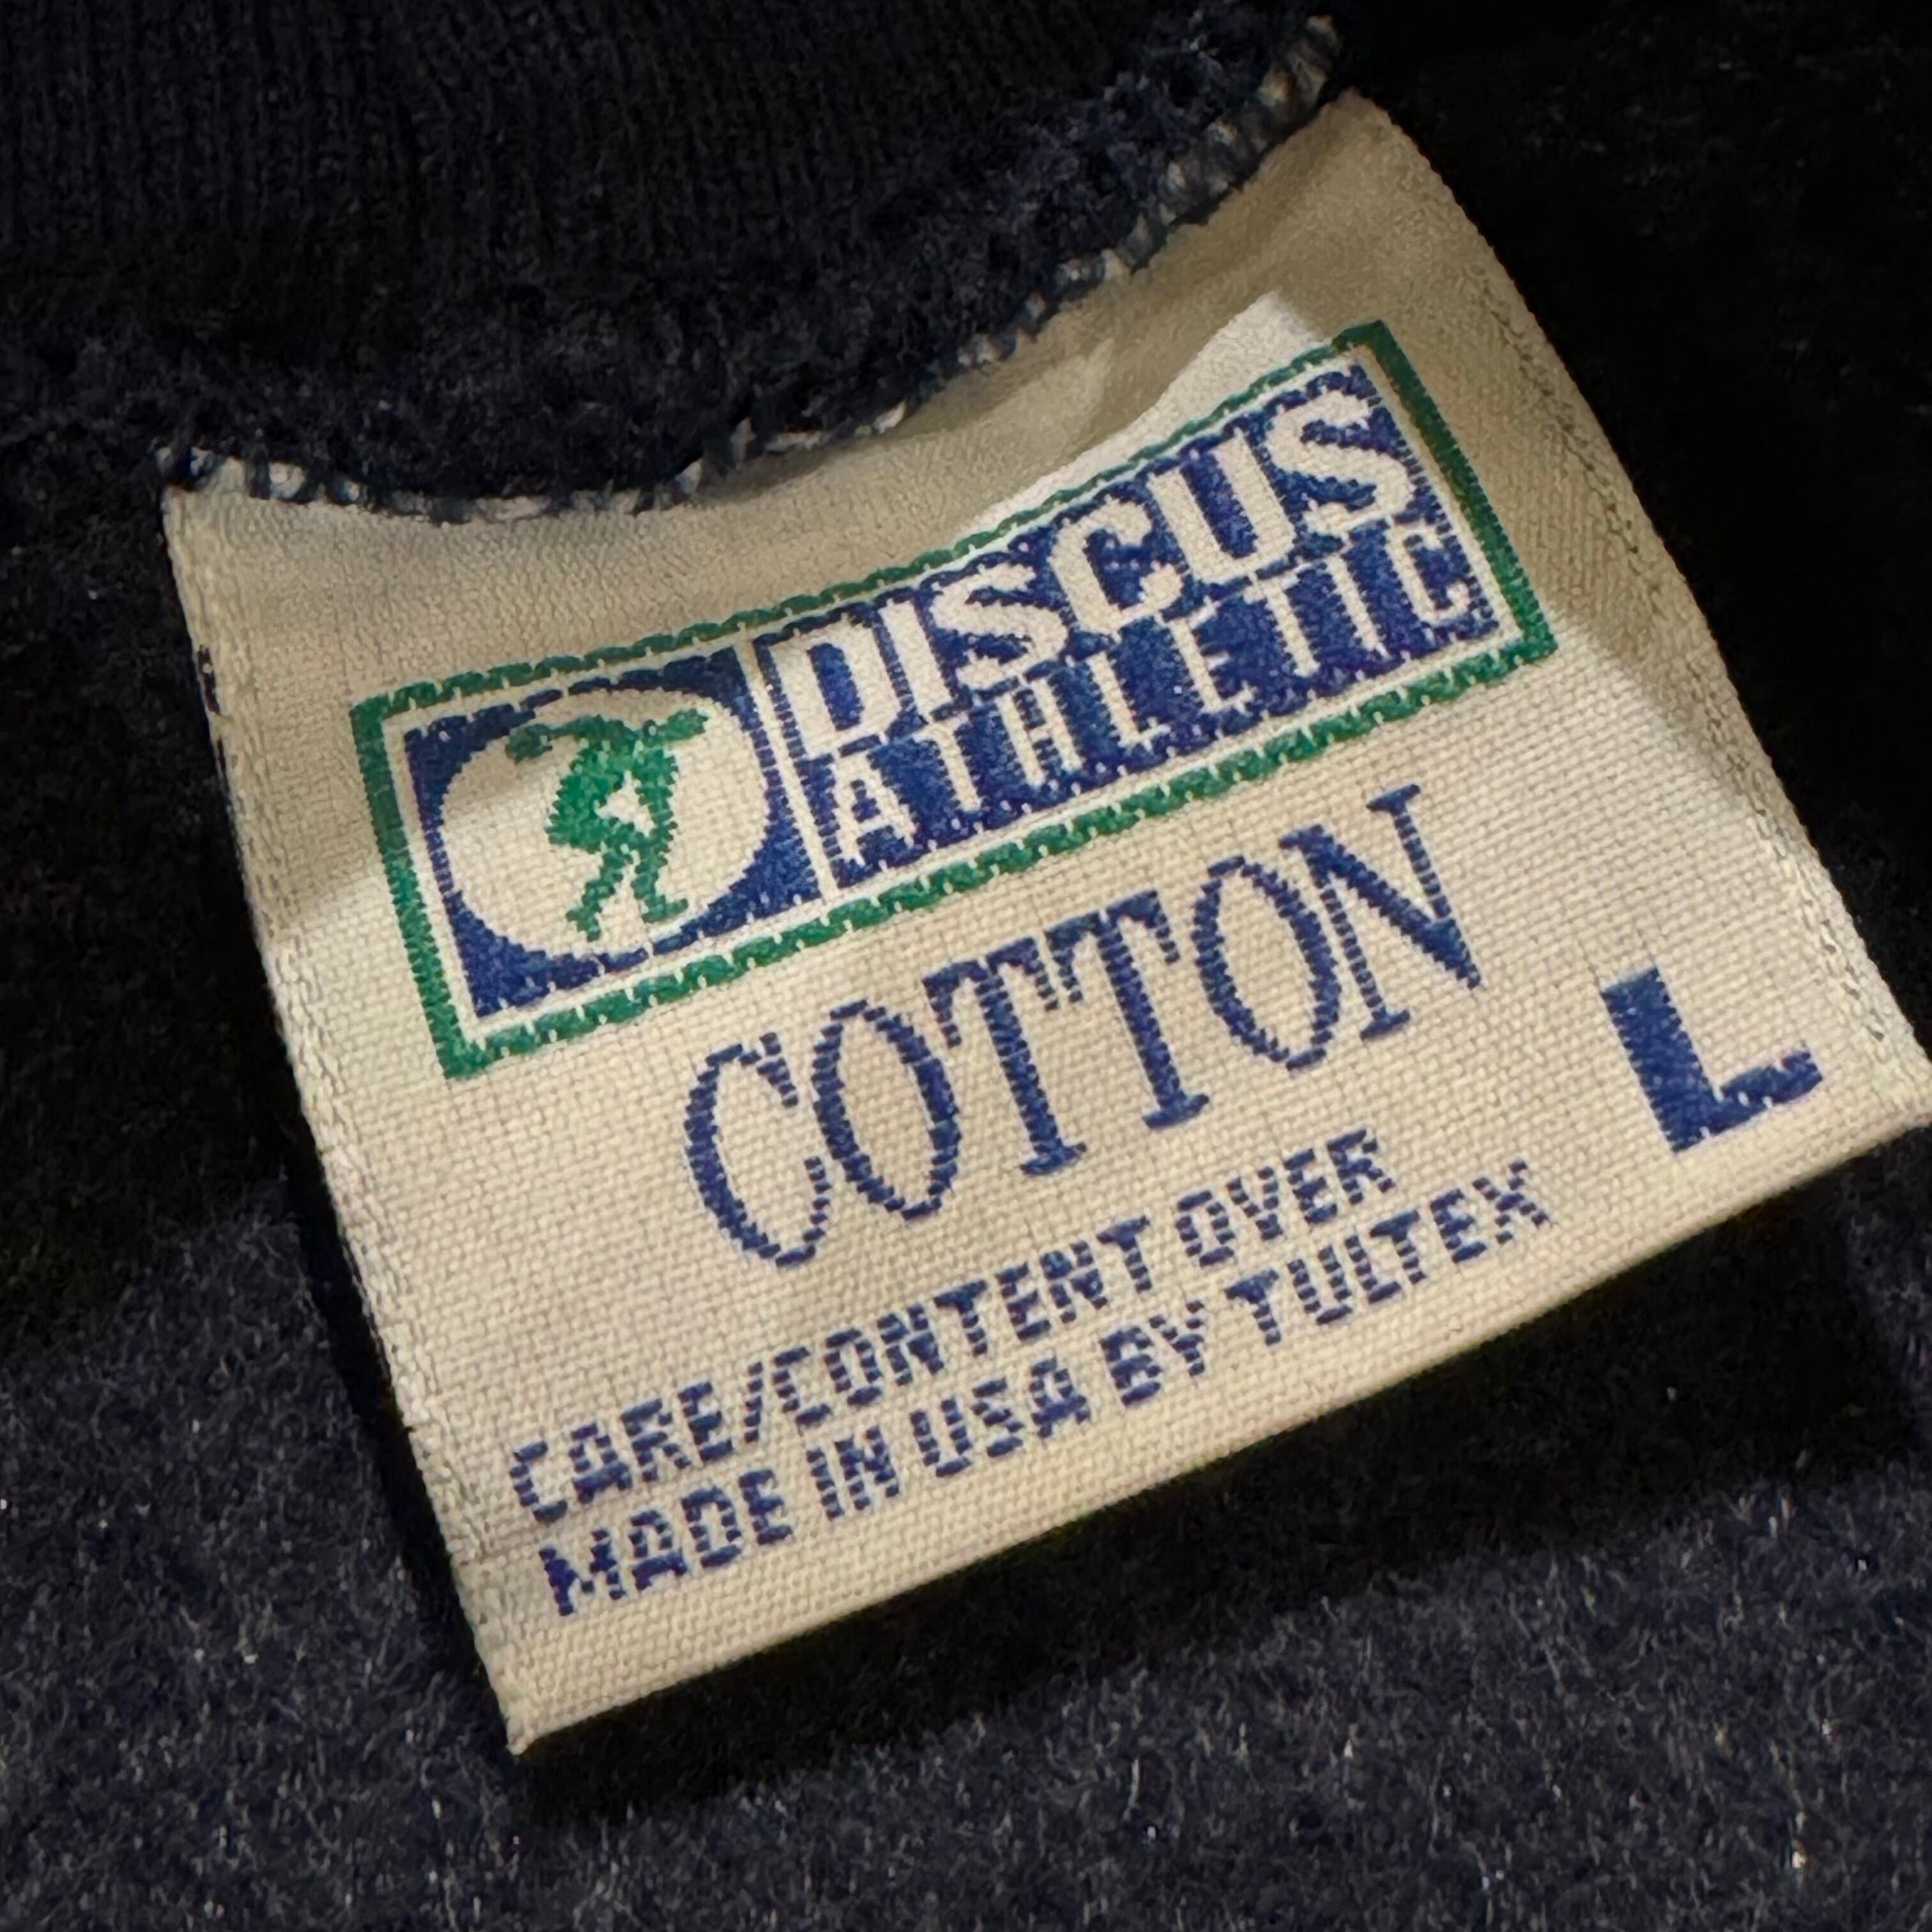 DISCUS
ATHLETIC
COTTON
L
CARE/CONTENT OVER
MADE IN USA BY TULTEX